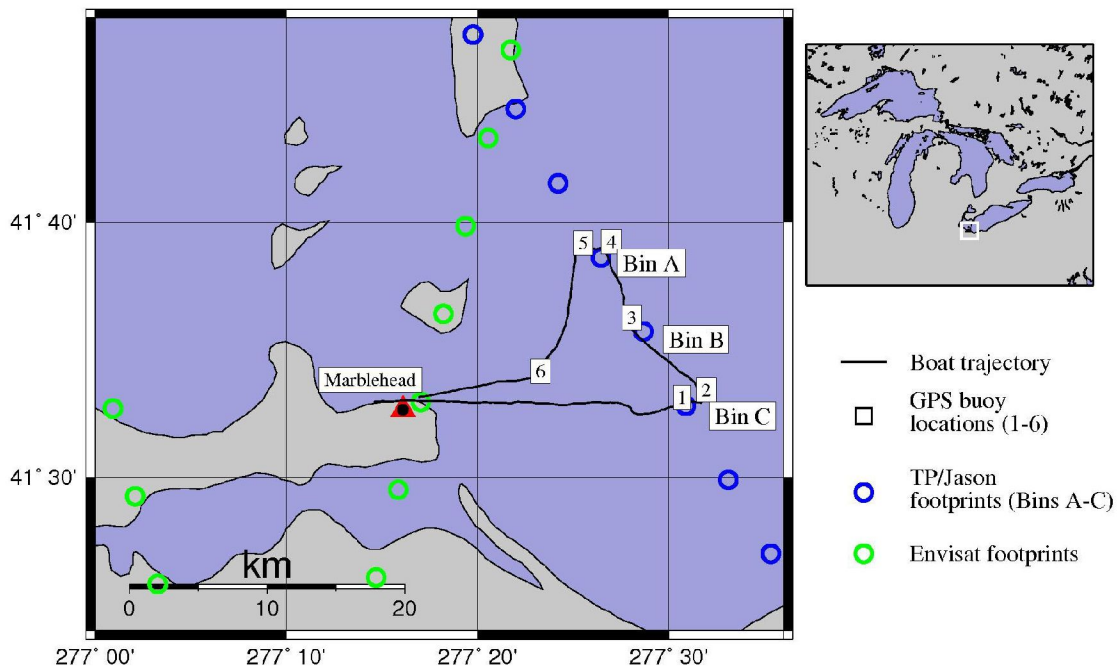 41° 40'
5
4
Bin A
3
Bin B
Marblehead
6
1
2
Bin C
41° 30'
km
0
10
20
277° 00'
277° 10'
277° 20'
277° 30'
Boat trajectory
GPS buoy
locations (1-6)
TP/Jason
footprints (Bins A-C)
Envisat footprints